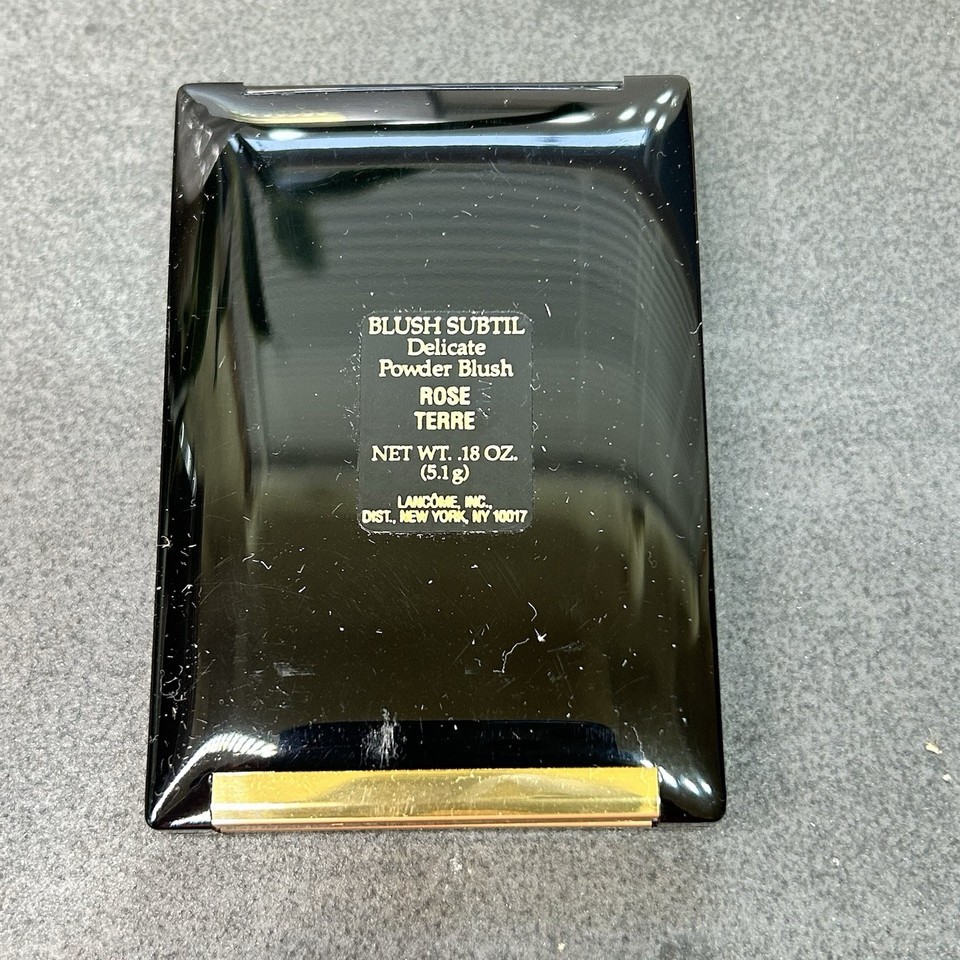 BLUSH SUBTIL
Delicate
Powder Blush
ROSE
TERRE
NET WT. .18 OZ.
(5.1 g)
LANCÔME, INC.,
DIST., NEW YORK, NY 10017